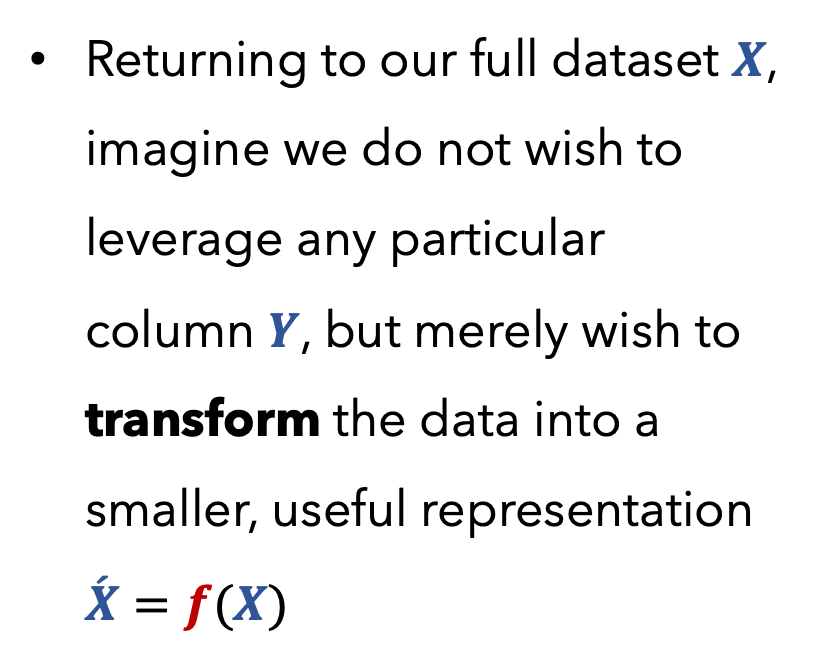 • Returning to our full dataset X,
imagine we do not wish to
leverage any particular
column Y, but merely wish to
transform the data into a
smaller, useful representation
X́ = f(X)